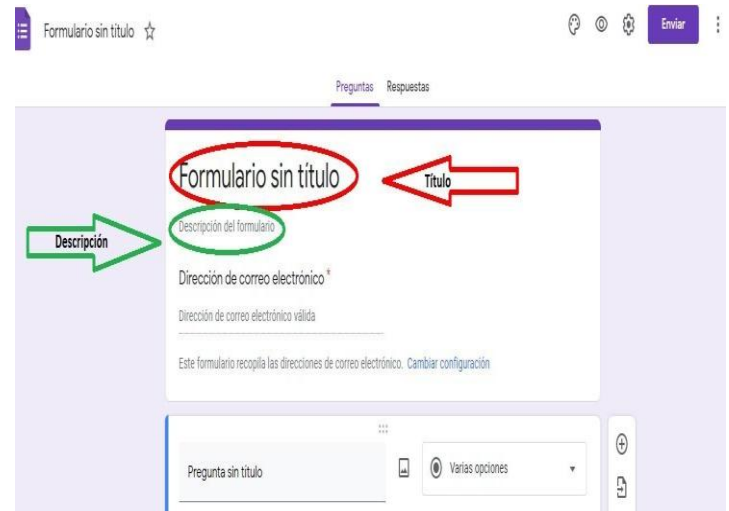 Formulario sin título
Enviar
Preguntas Respuestas
Formulario sin título
Título
Descripción del formulario
Descripción
Dirección de correo electrónico *
Dirección de correo electrónico válida
Este formulario recopila las direcciones de correo electrónico. Cambiar configuración
Pregunta sin título
Varias opciones